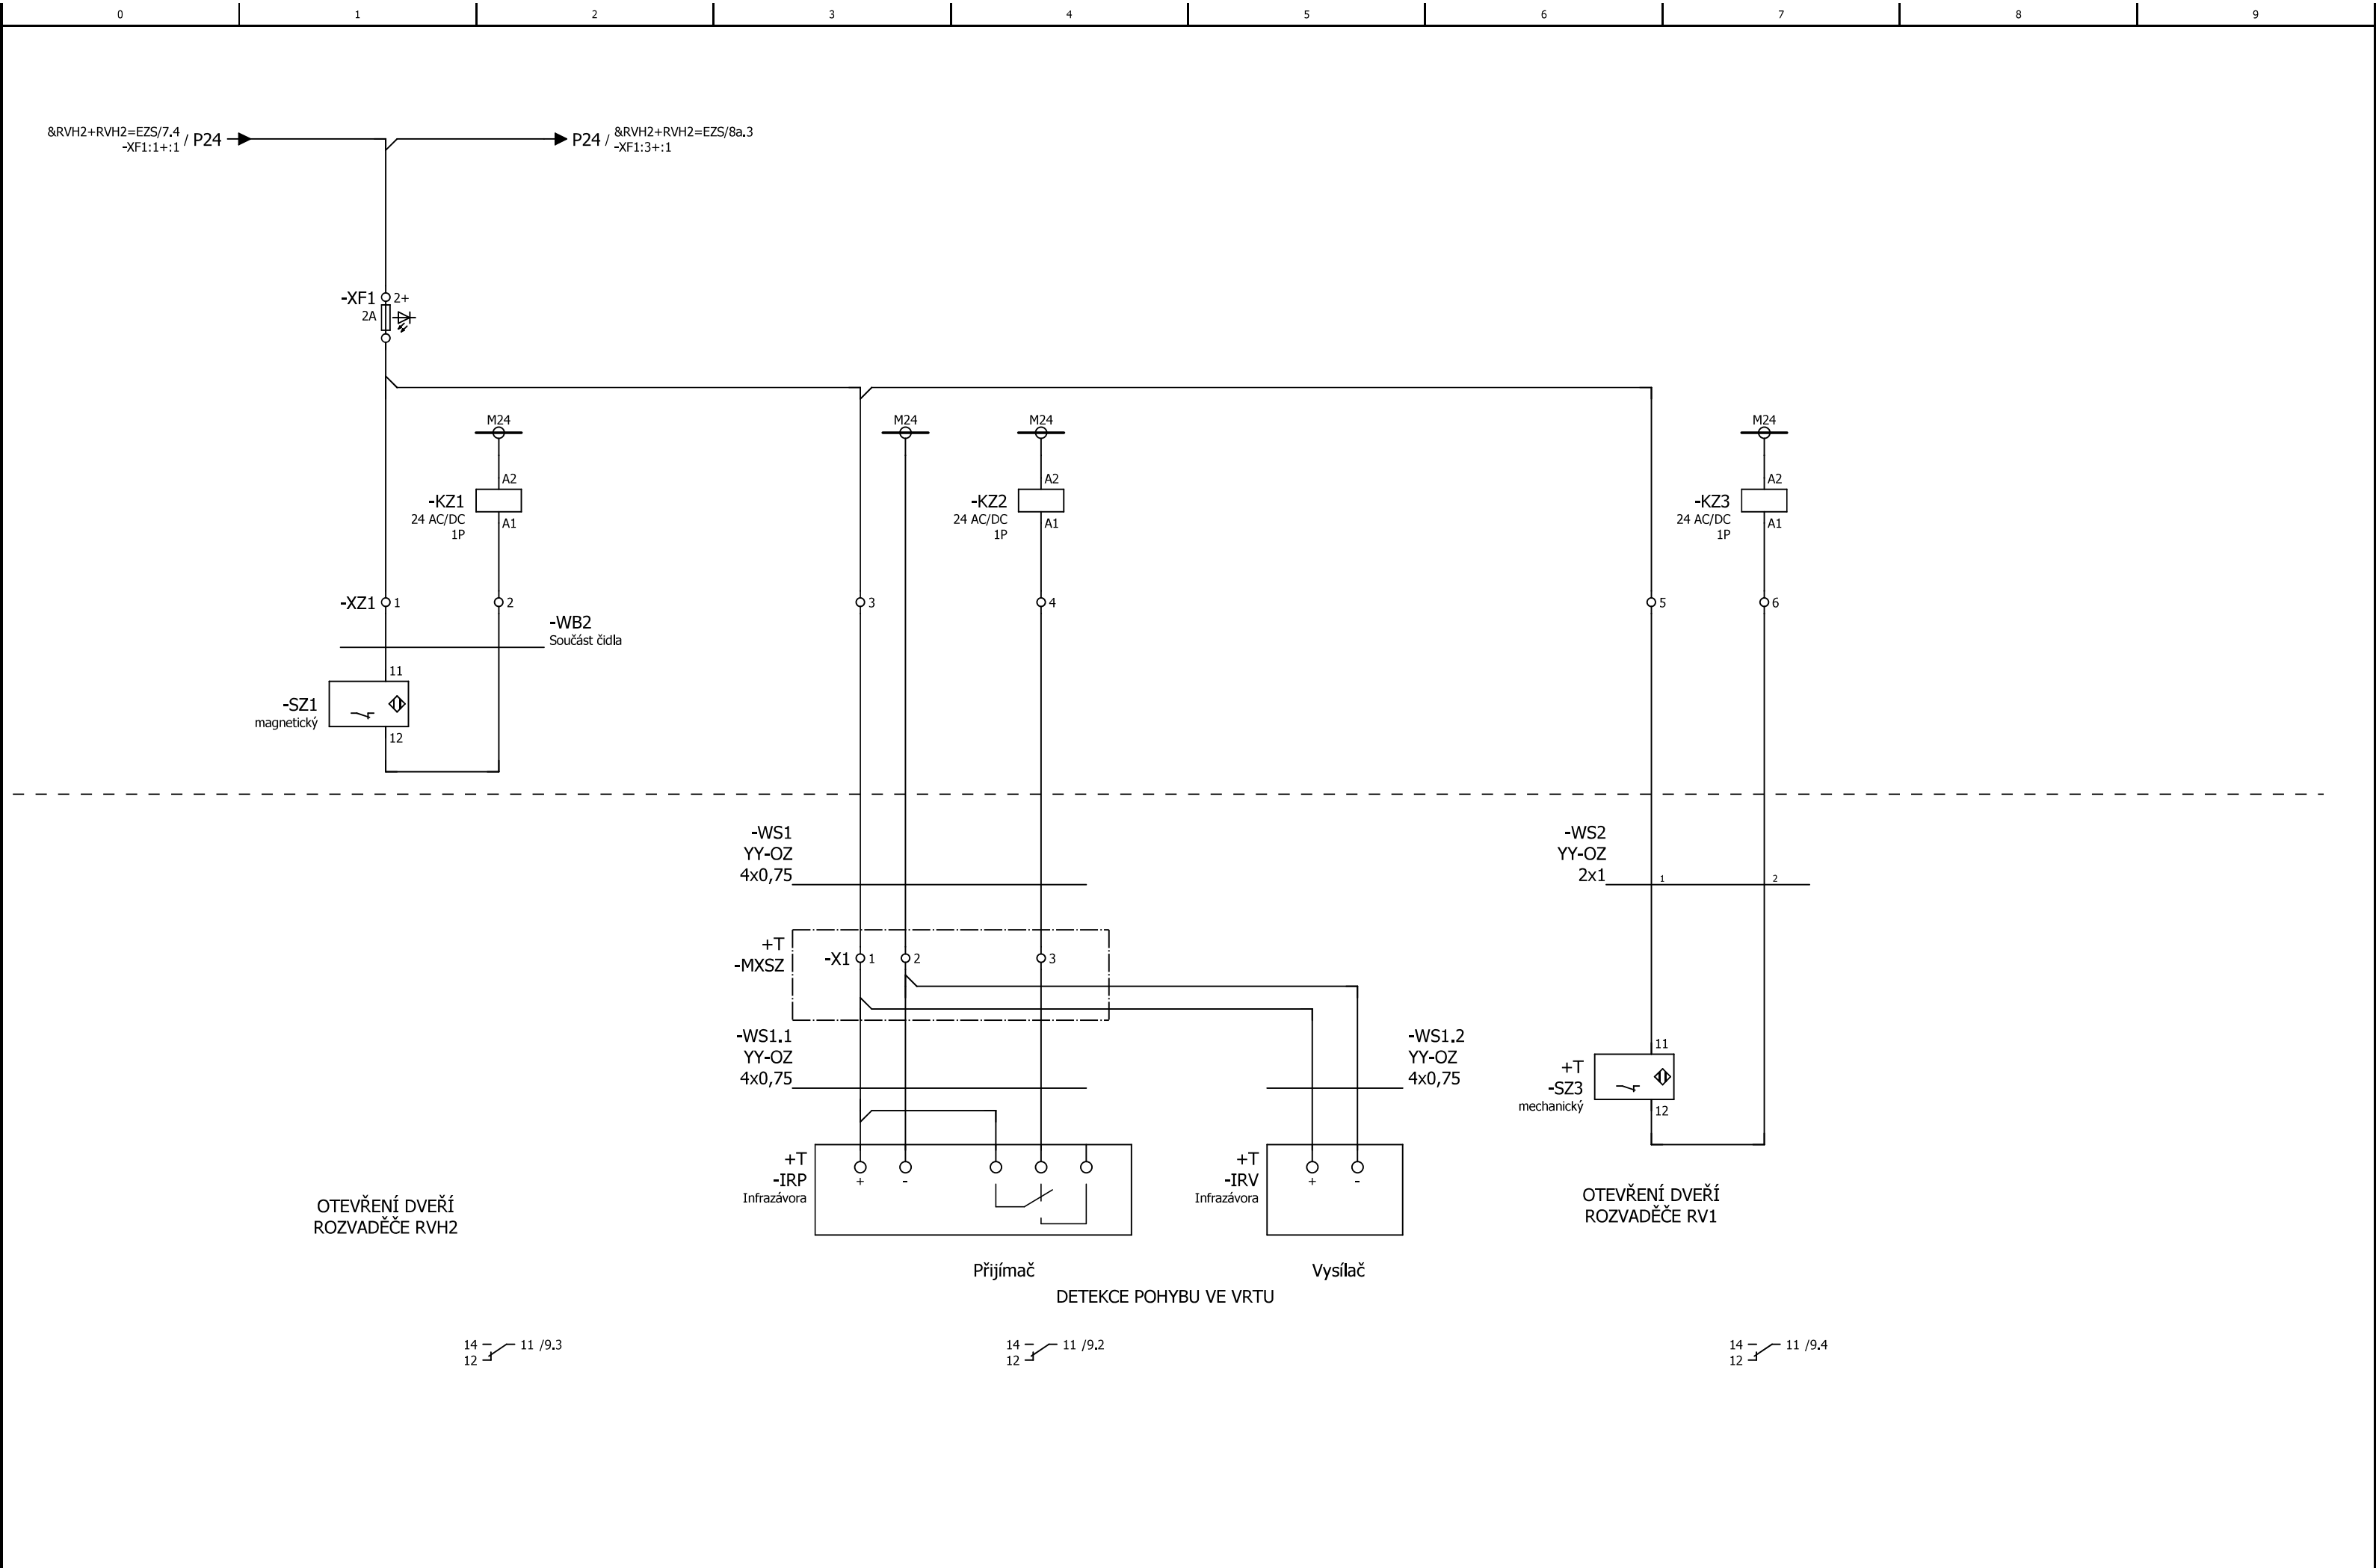 0 1 2 3 4 5 6 7 8 9
&RVH2+RVH2=EZS/7.4
-XF1:1+:1 / P24
P24 / &RVH2+RVH2=EZS/8a.3
-XF1:3+:1
-XF1 2+
2A
M24 M24 M24 M24
A2 A2 A2
-KZ1 -KZ2 -KZ3
24 AC/DC 24 AC/DC 24 AC/DC
A1 A1 A1
1P 1P 1P
-XZ1 1 2 3 4 5 6
-WB2
Součást čidla
11
-SZ1
magnetický
12
-WS1
YY-OZ
4x0,75
-WS2
YY-OZ
2x1
1 2
+T
-MXSZ
-X1 1 2 3
-WS1.1
YY-OZ
4x0,75
-WS1.2
YY-OZ
4x0,75
11
+T
-SZ3
mechanický
12
+T
-IRP
Infrazávora
+ -
+T
-IRV
Infrazávora
+ -
OTEVŘENÍ DVEŘÍ
ROZVADĚČE RVH2
OTEVŘENÍ DVEŘÍ
ROZVADĚČE RV1
Přijímač
Vysílač
DETEKCE POHYBU VE VRTU
14 11 /9.3
12
14 11 /9.2
12
14 11 /9.4
12